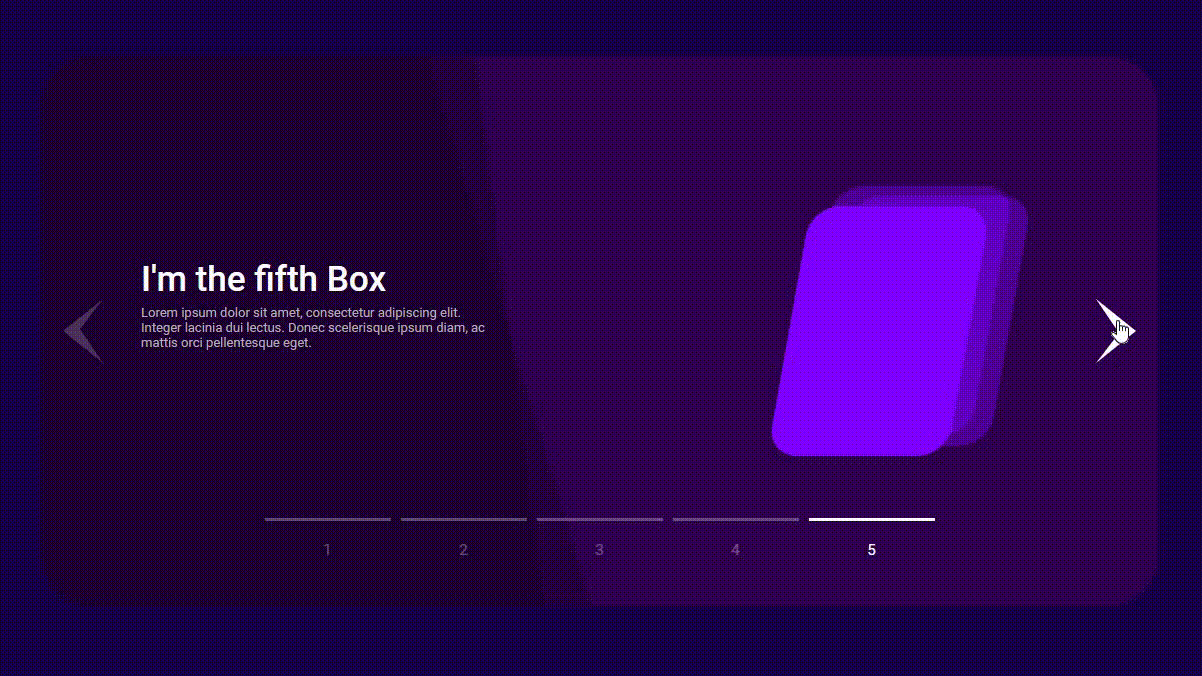 I'm the fifth Box
Lorem ipsum dolor sit amet, consectetur adipiscing elit.
Integer lacinia dui lectus. Donec scelerisque ipsum diam, ac
mattis orci pellentesque eget.
1 2 3 4 5